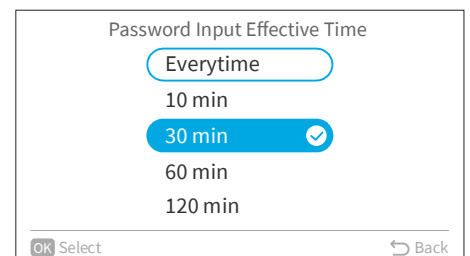 Password Input Effective Time
Everytime
10 min
30 min
60 min
120 min
OK Select
Back